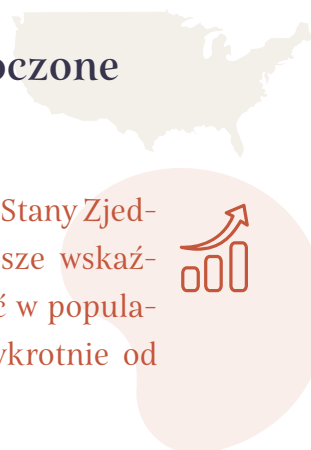 oczone
Stany Zjed-
sze wskaź-
ć w popula-
ykrotnie od